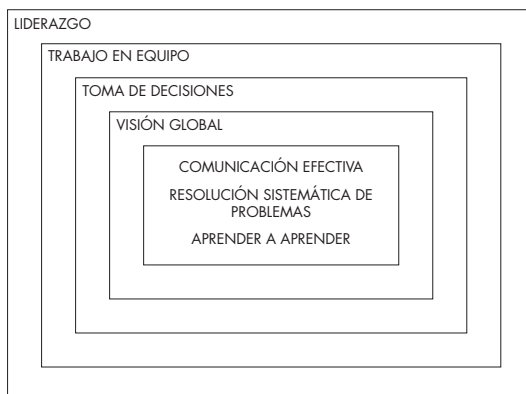 LIDERAZGO
TRABAJO EN EQUIPO
TOMA DE DECISIONES
VISIÓN GLOBAL
COMUNICACIÓN EFECTIVA
RESOLUCIÓN SISTEMÁTICA DE
PROBLEMAS
APRENDER A APRENDER